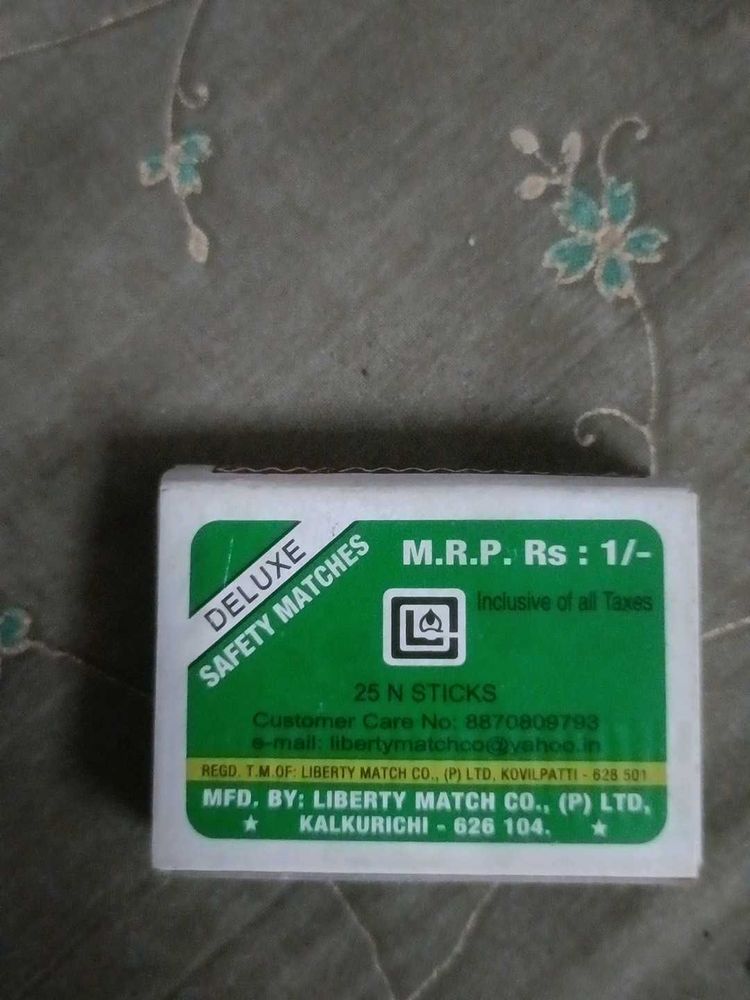 DELUXE
SAFETY MATCHES
M.R.P. Rs : 1/-
Inclusive of all Taxes
25 N STICKS
Customer Care No: 8870809793
e-mail: libertymatchco@yahoo.in
REGD. T.M.OF: LIBERTY MATCH CO., (P) LTD, KOVILPATTI - 628 501
MFD. BY: LIBERTY MATCH CO., (P) LTD,
KALKURICHI - 626 104.